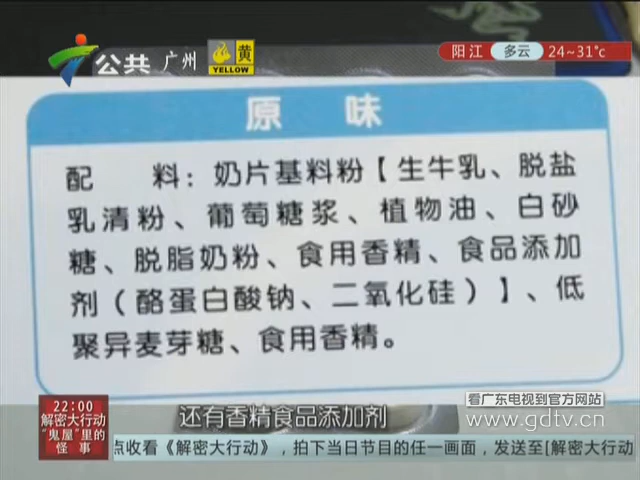 公共 广州 黄
YELLOW
阳江 多云 24~31°c
原 味
配 料：奶片基料粉【生牛乳、脱盐
乳清粉、葡萄糖浆、植物油、白砂
糖、脱脂奶粉、食用香精、食品添加
剂（酪蛋白酸钠、二氧化硅）】、低
聚异麦芽糖、食用香精。
看广东电视到官方网站
www.gdtv.cn
22:00
解密大行动
“鬼屋”里的
怪 事
还有香精食品添加剂
点收看《解密大行动》，拍下当日节目的任一画面，发送至[解密大行动